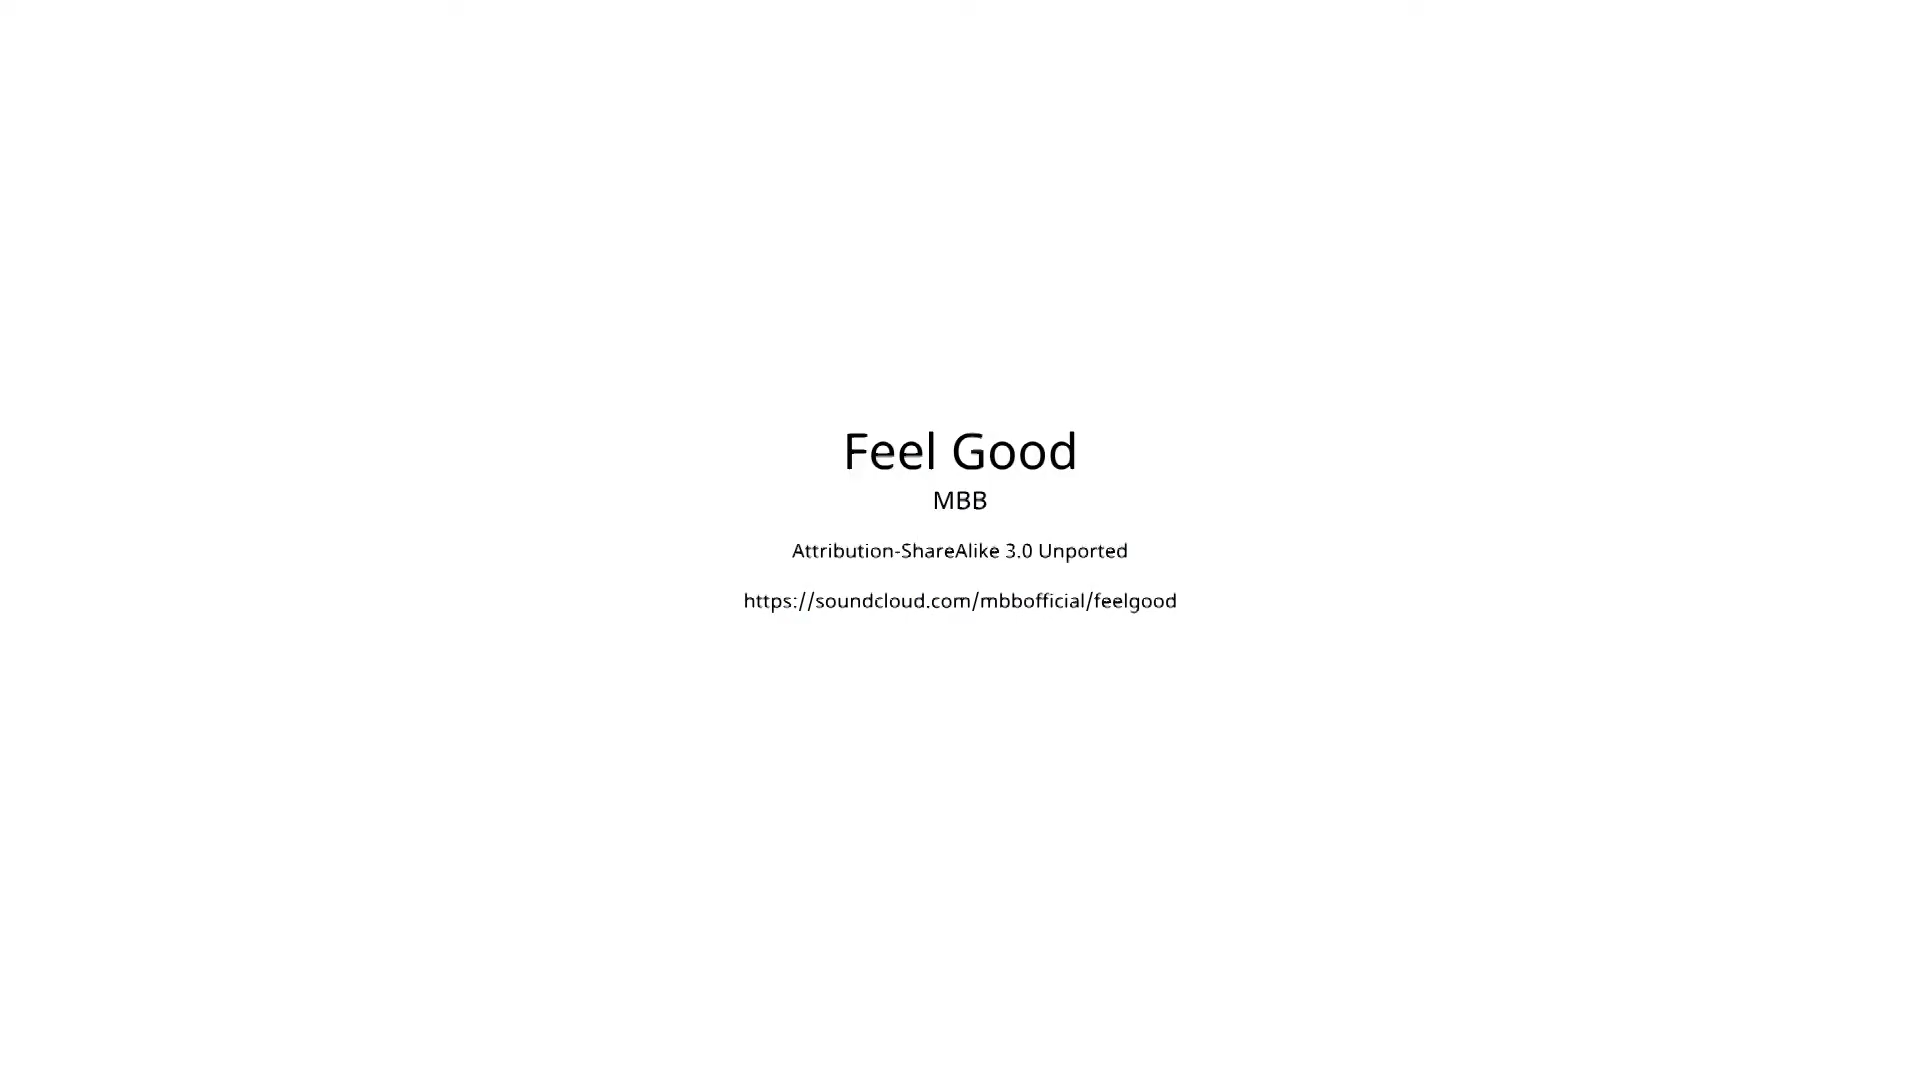 Feel Good
MBB
Attribution-ShareAlike 3.0 Unported
https://soundcloud.com/mbbofficial/feelgood